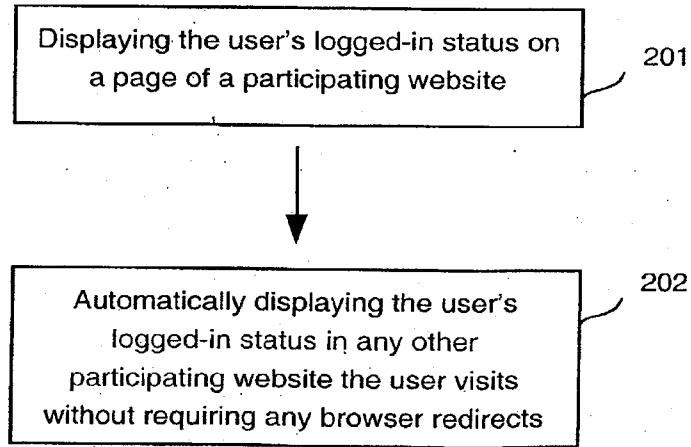 Displaying the user's logged-in status on
a page of a participating website
201
Automatically displaying the user's
logged-in status in any other
participating website the user visits
without requiring any browser redirects
202